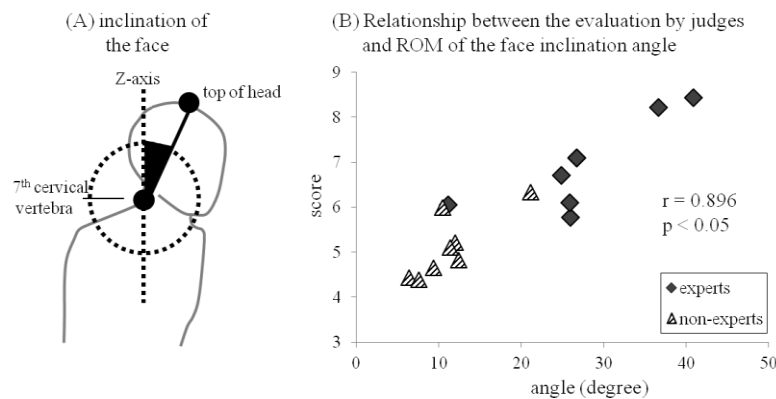 (A) inclination of
the face
Z-axis
top of head
7th cervical
vertebra
(B) Relationship between the evaluation by judges
and ROM of the face inclination angle
9
8
7
6
5
4
3
score
r = 0.896
p < 0.05
experts
non-experts
0
10
20
30
40
50
angle (degree)